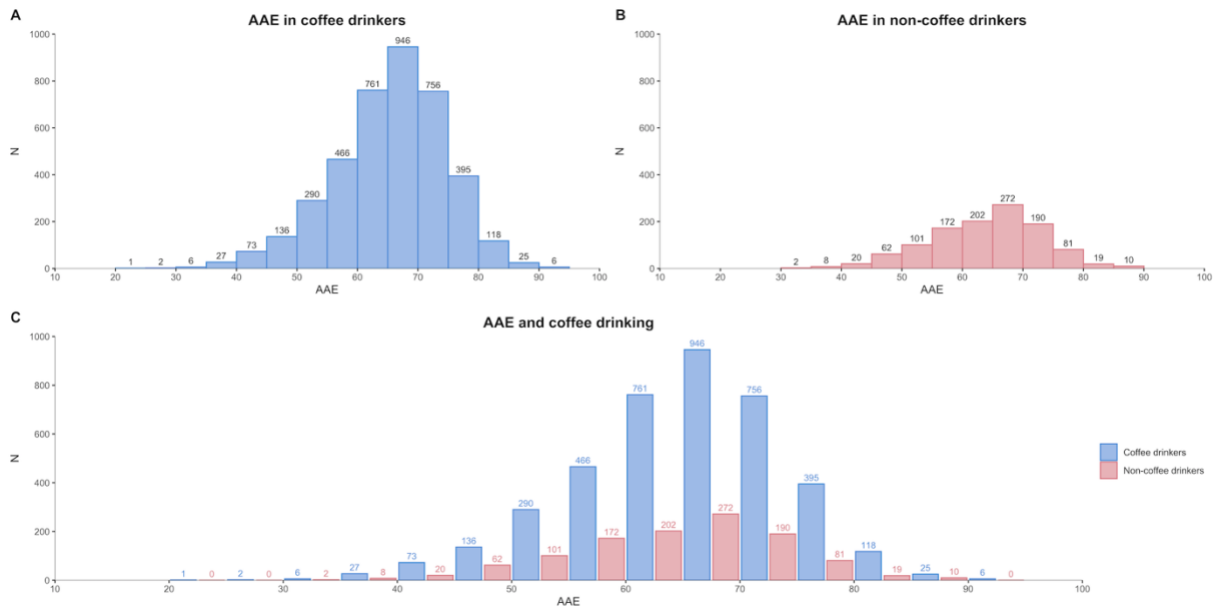 A
AAE in coffee drinkers
1000
800
600
400
200
0
N
1 2 6 27 73 136 290 466 761 946 756 395 118 25 6
10 20 30 40 50 60 70 80 90 100
AAE
B
AAE in non-coffee drinkers
1000
800
600
400
200
0
N
2 8 20 62 101 172 202 272 190 81 19 10
10 20 30 40 50 60 70 80 90 100
AAE
C
AAE and coffee drinking
1000
800
600
400
200
0
N
1 0 2 0 6 2 27 8 73 20 136 62 290 101 466 172 761 202 946 272 756 190 395 81 118 19 25 10 6 0
10 20 30 40 50 60 70 80 90 100
AAE
Coffee drinkers
Non-coffee drinkers